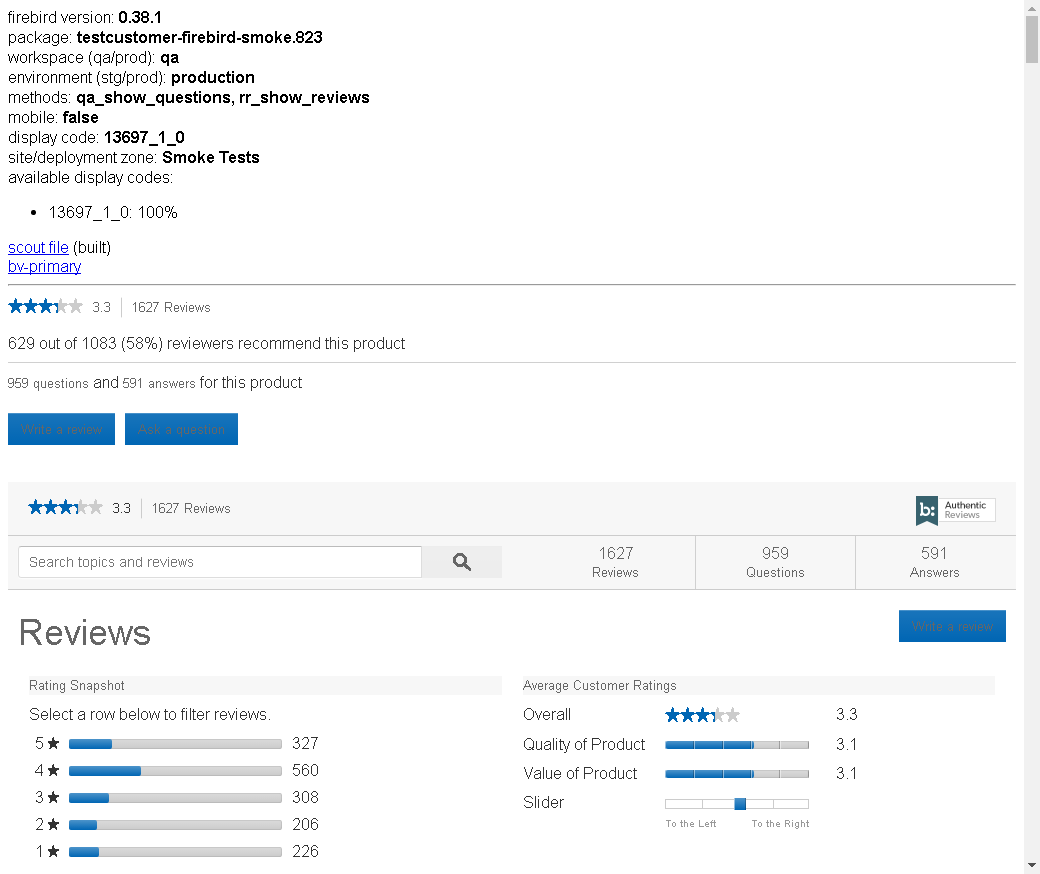 firebird version: 0.38.1
package: testcustomer-firebird-smoke.823
workspace (qa/prod): qa
environment (stg/prod): production
methods: qa_show_questions, rr_show_reviews
mobile: false
display code: 13697_1_0
site/deployment zone: Smoke Tests
available display codes:
• 13697_1_0: 100%
scout file (built)
bv-primary
3.3 1627 Reviews
629 out of 1083 (58%) reviewers recommend this product
959 questions and 591 answers for this product
Write a review Ask a question
3.3 1627 Reviews
b: Authentic Reviews
Search topics and reviews
1627 Reviews
959 Questions
591 Answers
Reviews
Write a review
Rating Snapshot
Select a row below to filter reviews.
5★ 327
4★ 560
3★ 308
2★ 206
1★ 226
Average Customer Ratings
Overall 3.3
Quality of Product 3.1
Value of Product 3.1
Slider
To the Left To the Right